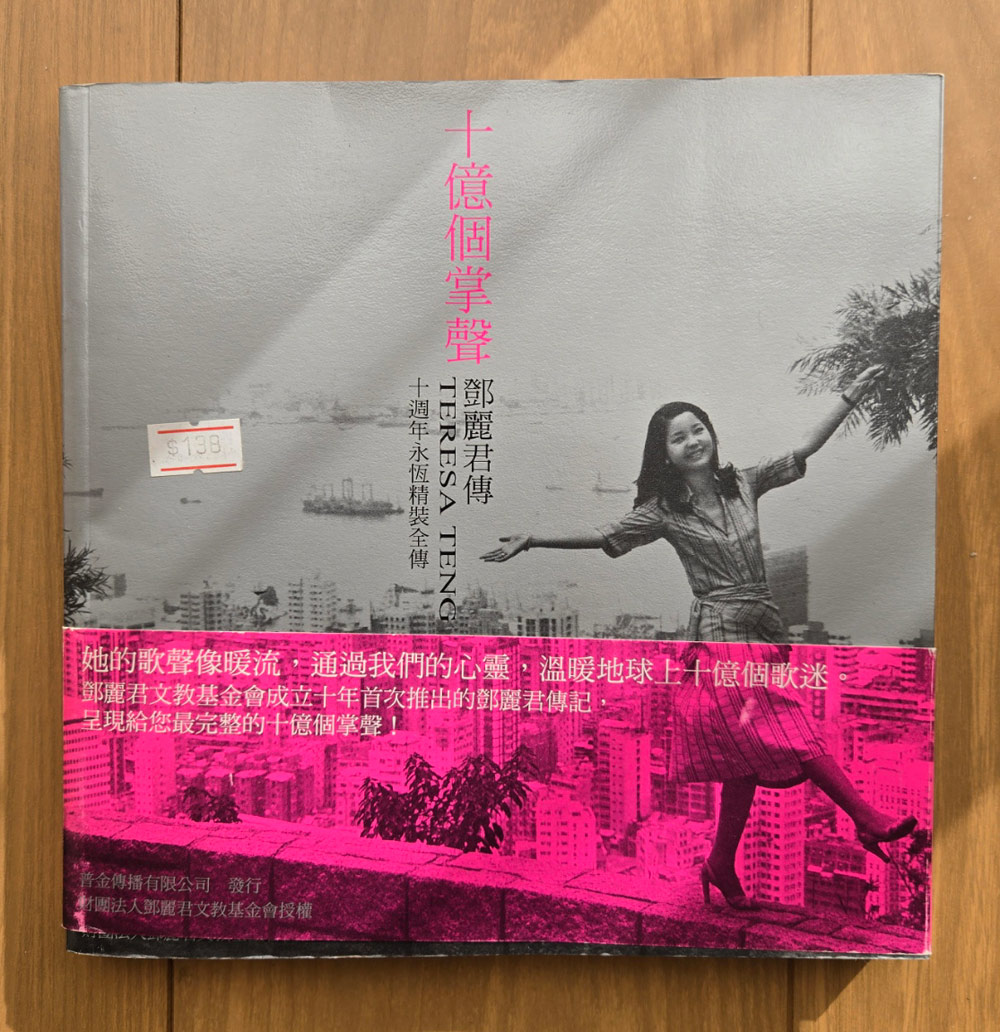 十億個掌聲
鄧麗君傳
TERESA TENG
十週年永恆精裝全傳
$138
她的歌聲像暖流，通過我們的心靈，溫暖地球上十億個歌迷。
鄧麗君文教基金會成立十年首次推出的鄧麗君傳記，
呈現給您最完整的十億個掌聲！
普金傳播有限公司　發行
財團法人鄧麗君文教基金會授權